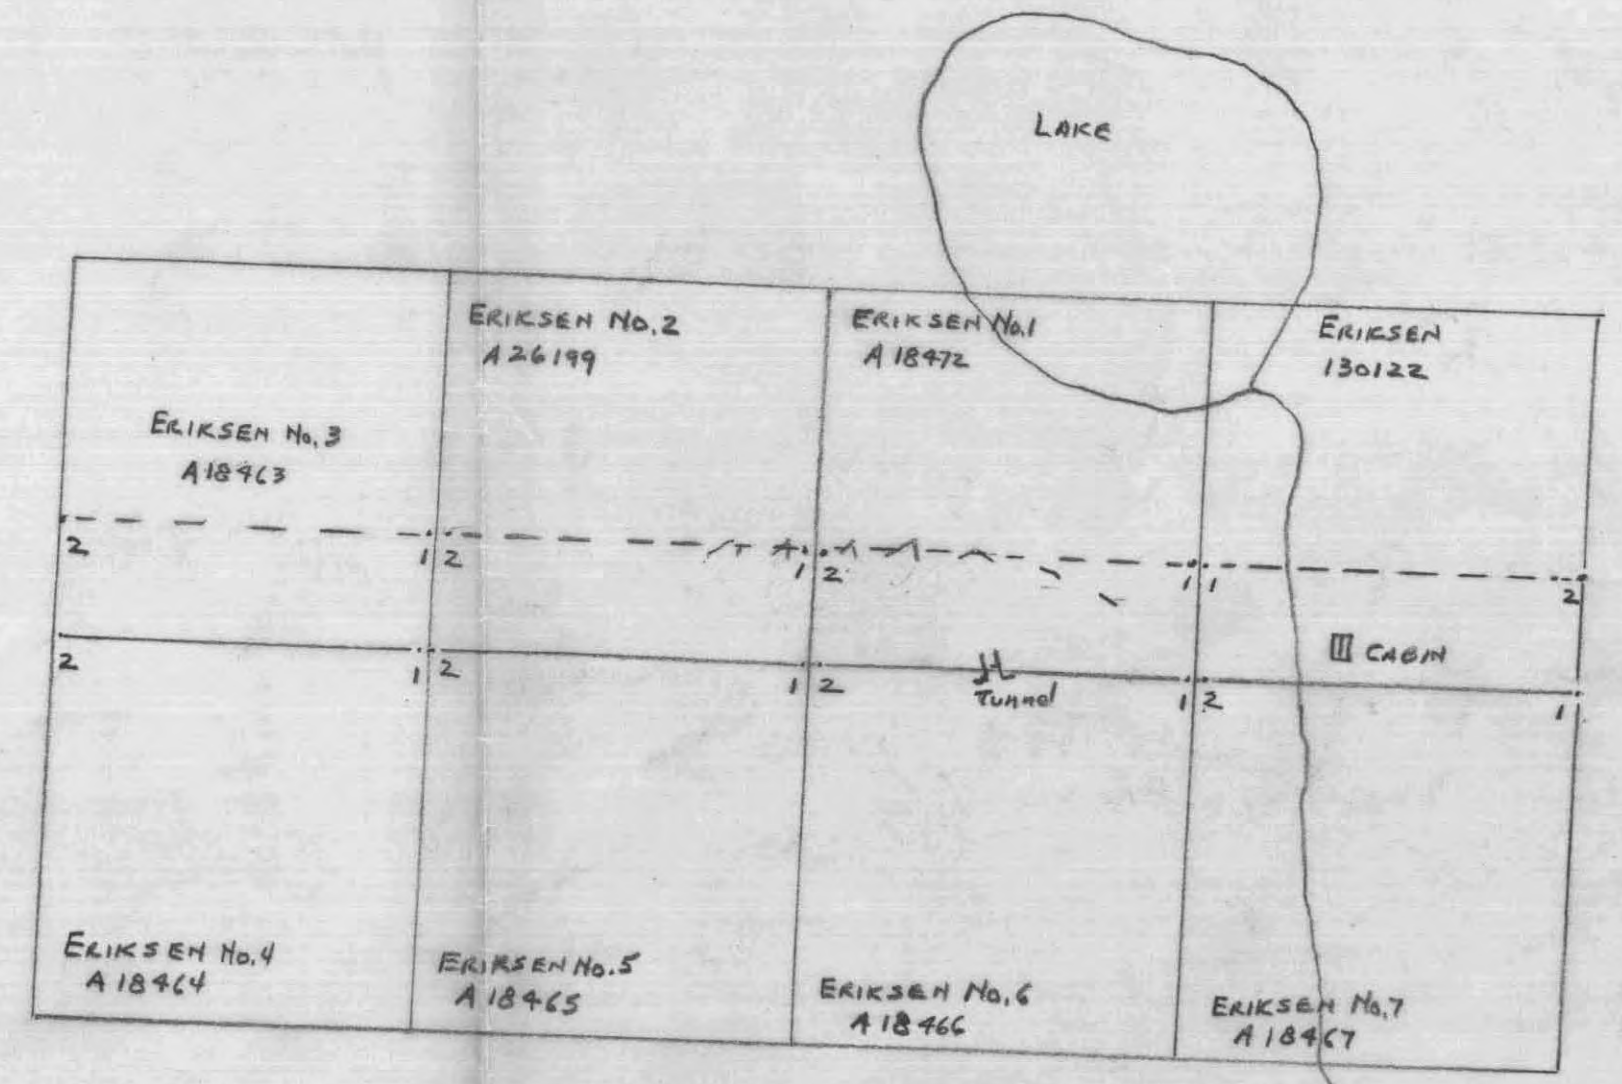 LAKE
ERIKSEN No.2
A 26199
ERIKSEN No.1
A 18472
ERIKSEN
130122
ERIKSEN No.3
A18463
2
1 2
1 2
1 1
2
CABIN
2
1 2
1 2
Tunnel
1 2
1
ERIKSEN No.4
A 18464
ERIKSEN No.5
A 18465
ERIKSEN No.6
A 18466
ERIKSEN No.7
A 18467